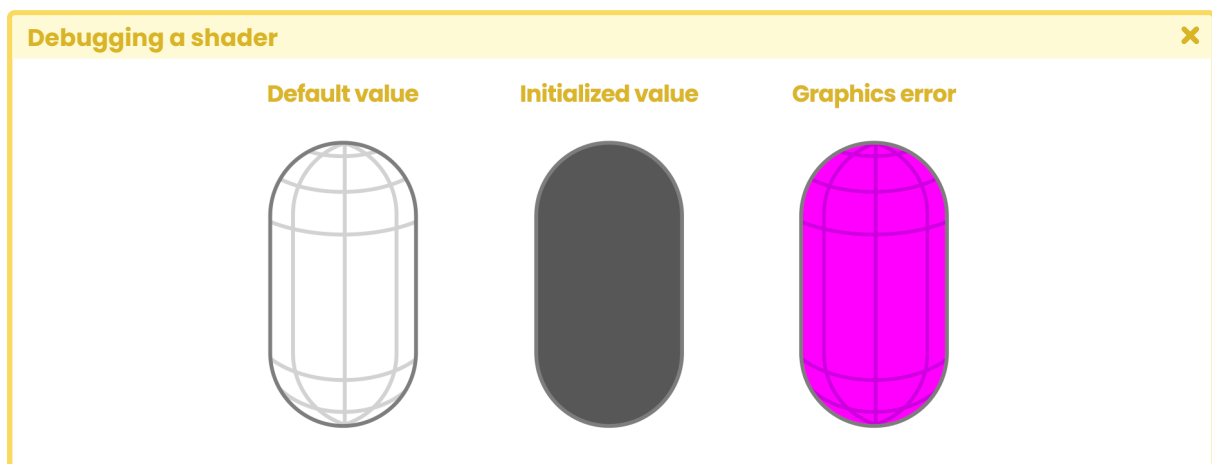 Debugging a shader
Default value
Initialized value
Graphics error